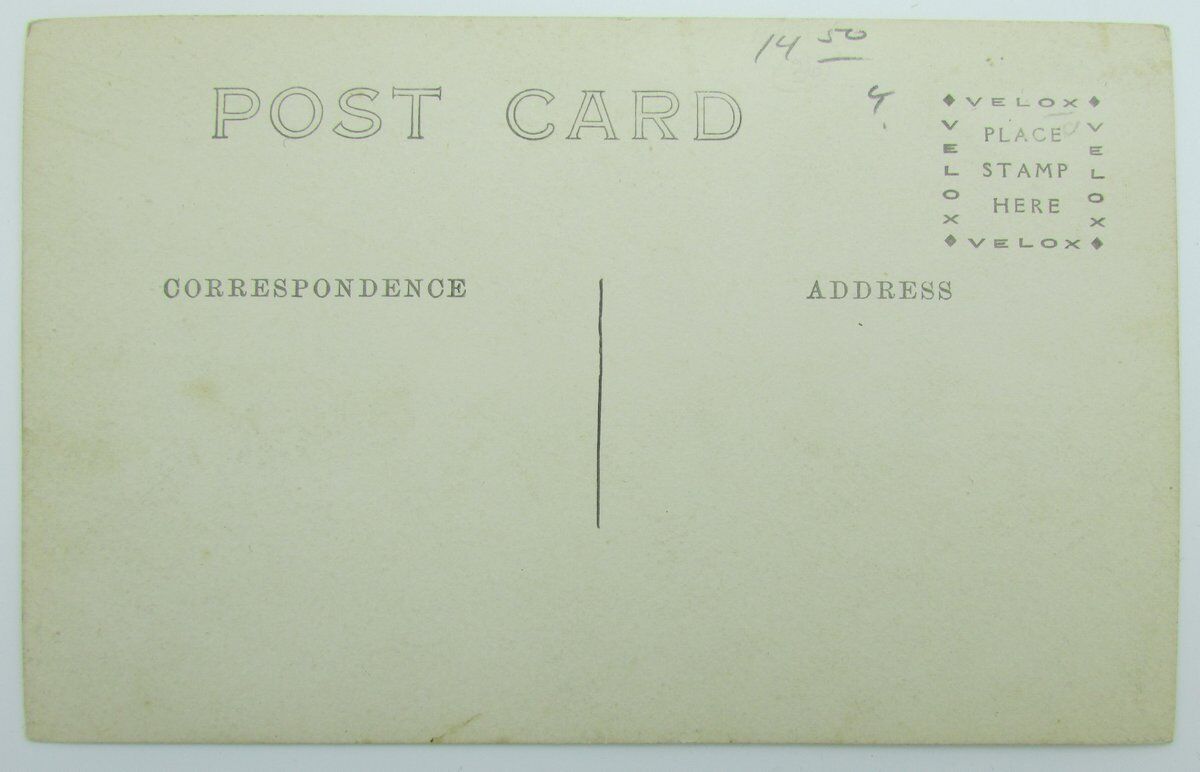 14 50
4
POST CARD
VELOX
VELOX
PLACE
STAMP
HERE
VELOX
VELOX
CORRESPONDENCE
ADDRESS